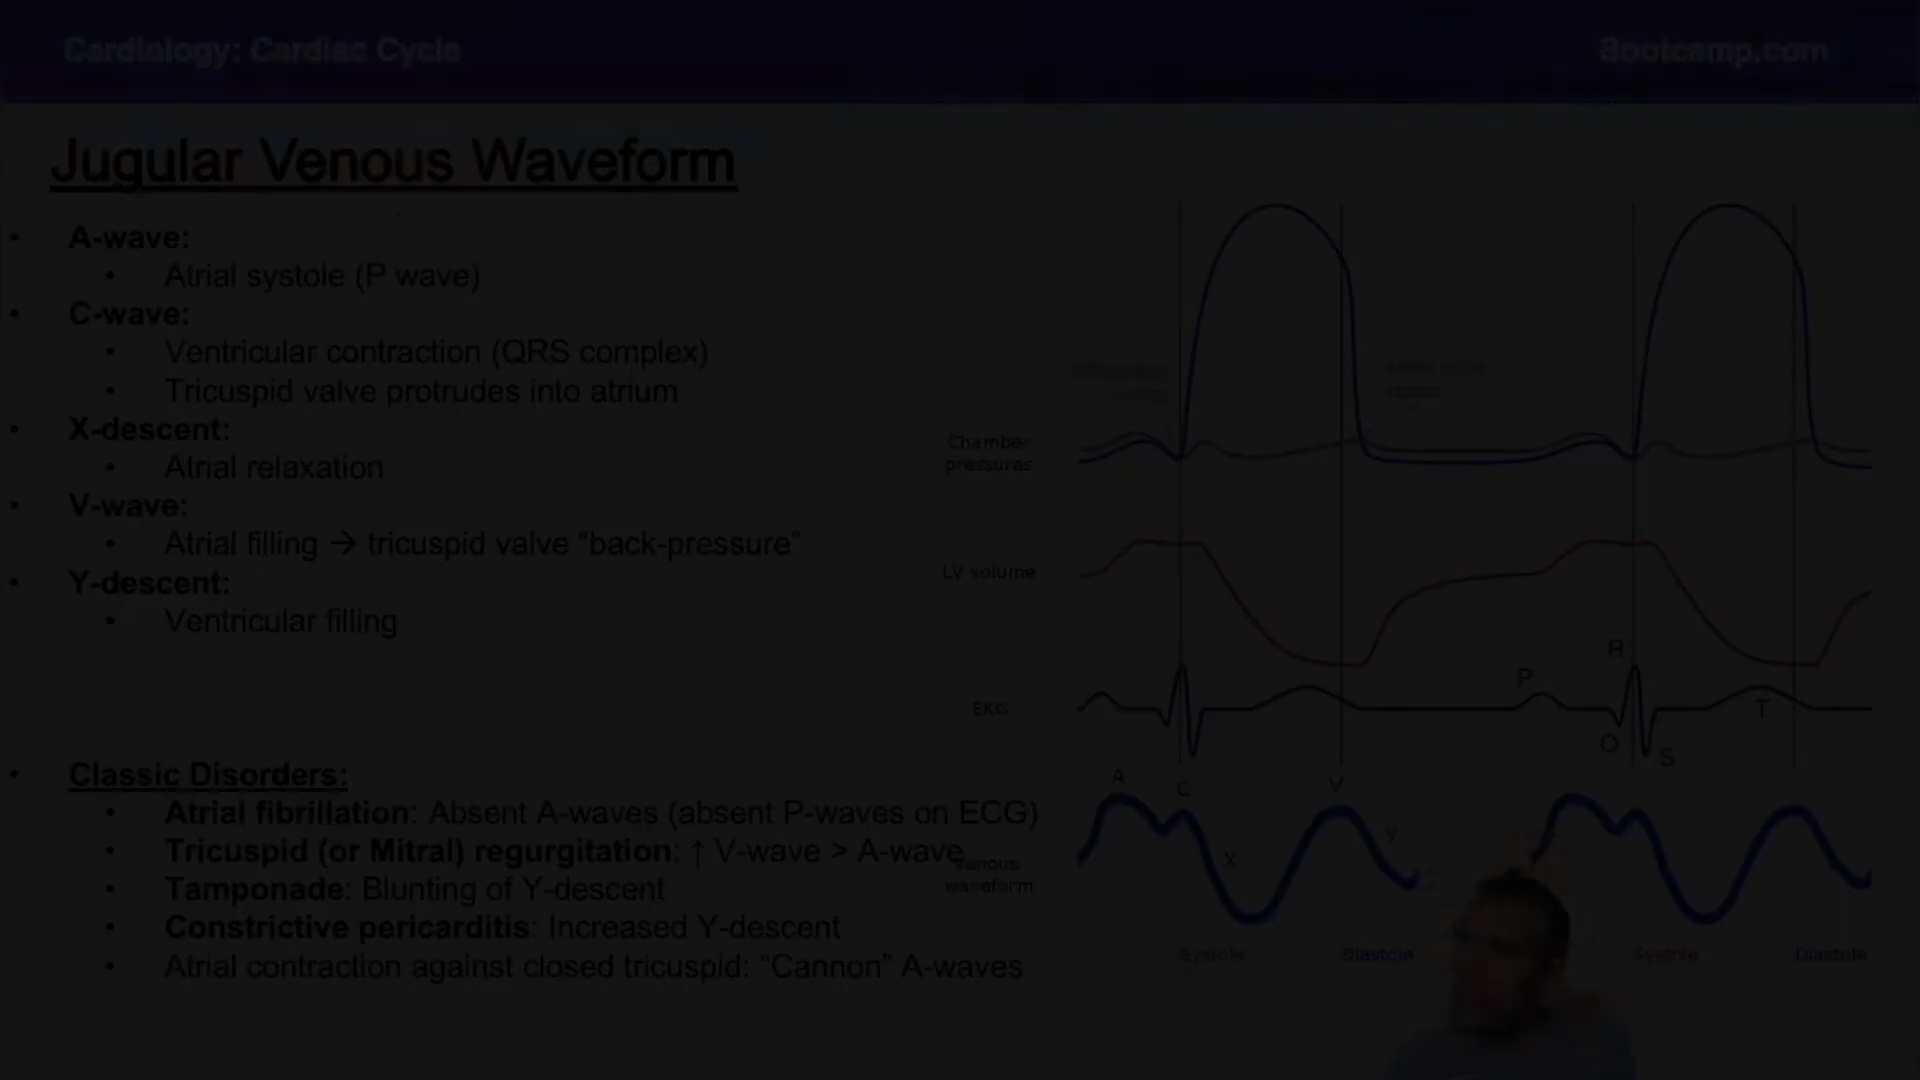 Cardiology: Cardiac Cycle
Bootcamp.com
Jugular Venous Waveform
• A-wave:
• Atrial systole (P wave)
• C-wave:
• Ventricular contraction (QRS complex)
• Tricuspid valve protrudes into atrium
• X-descent:
• Atrial relaxation
• V-wave:
• Atrial filling → tricuspid valve “back-pressure”
• Y-descent:
• Ventricular filling
• Classic Disorders:
• Atrial fibrillation: Absent A-waves (absent P-waves on ECG)
• Tricuspid (or Mitral) regurgitation: ↑ V-wave > A-wave
• Tamponade: Blunting of Y-descent
• Constrictive pericarditis: Increased Y-descent
• Atrial contraction against closed tricuspid: “Cannon” A-waves
Chamber
pressures
LV volume
R
P
EKG
T
Q
S
A
C
V
Y
X
Venous
waveform
Systole
Diastole
Systole
Diastole